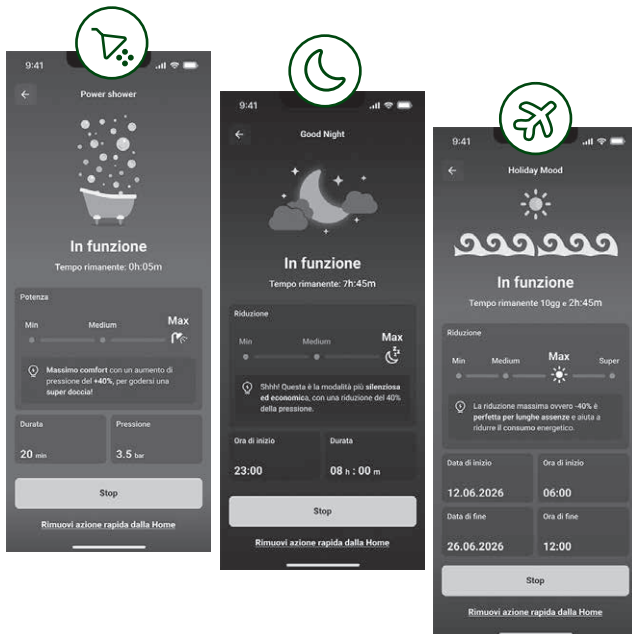 9:41
Power shower
In funzione
Tempo rimanente: 0h:05m
Potenza
Min
Medium
Max
Massimo comfort con un aumento di
pressione del +40%, per godersi una
super doccia!
Durata
20 min
Pressione
3.5 bar
Stop
Rimuovi azione rapida dalla Home
9:41
Good Night
In funzione
Tempo rimanente: 7h:45m
Riduzione
Min
Medium
Max
Shhh! Questa è la modalità più silenziosa
ed economica, con una riduzione del 40%
della pressione.
Ora di inizio
23:00
Durata
08 h : 00 m
Stop
Rimuovi azione rapida dalla Home
9:41
Holiday Mood
In funzione
Tempo rimanente 10gg e 2h:45m
Riduzione
Min
Medium
Max
Super
La riduzione massima ovvero -40% è
perfetta per lunghe assenze e aiuta a
ridurre il consumo energetico.
Data di inizio
12.06.2026
Ora di inizio
06:00
Data di fine
26.06.2026
Ora di fine
12:00
Stop
Rimuovi azione rapida dalla Home